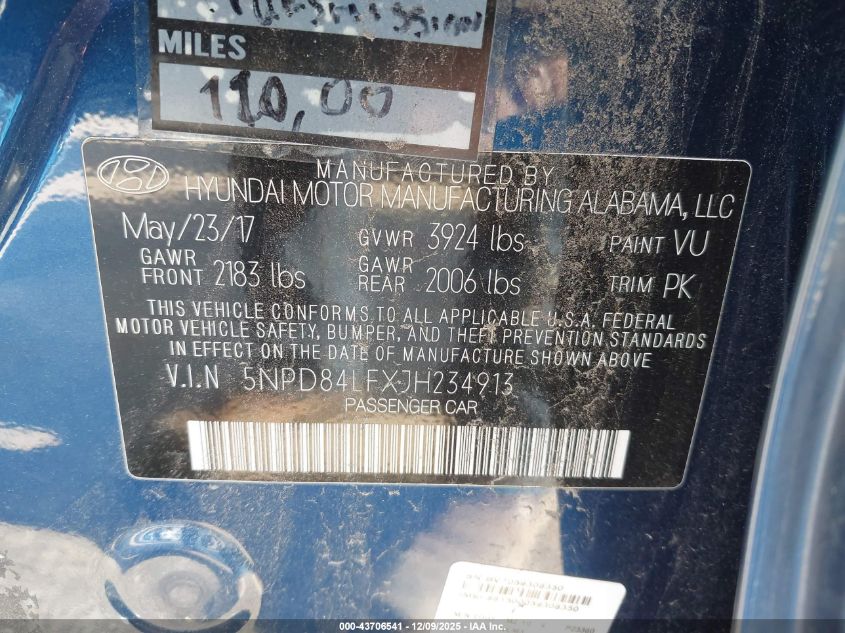 MILES
110,00
MANUFACTURED BY
HYUNDAI MOTOR MANUFACTURING ALABAMA, LLC
May/23/17 GVWR 3924 lbs PAINT VU
GAWR FRONT 2183 lbs GAWR REAR 2006 lbs TRIM PK
THIS VEHICLE CONFORMS TO ALL APPLICABLE U.S.A. FEDERAL
MOTOR VEHICLE SAFETY, BUMPER, AND THEFT PREVENTION STANDARDS
IN EFFECT ON THE DATE OF MANUFACTURE SHOWN ABOVE
V.I.N 5NPD84LFXJH234913
PASSENGER CAR
000-43706541 - 12/09/2025 - IAA, Inc.